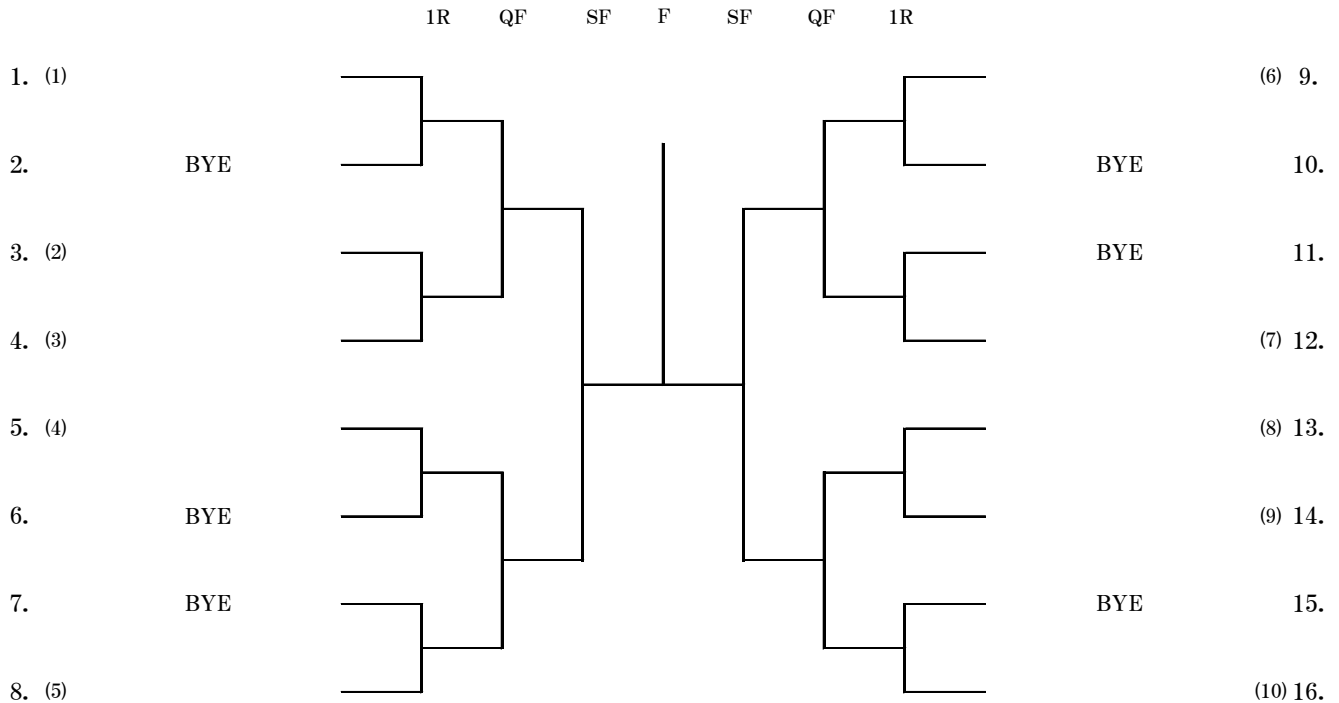 1R QF SF F SF QF 1R
1. (1) (6) 9.
2. BYE BYE 10.
3. (2) BYE 11.
4. (3) (7) 12.
5. (4) (8) 13.
6. BYE (9) 14.
7. BYE BYE 15.
8. (5) (10) 16.